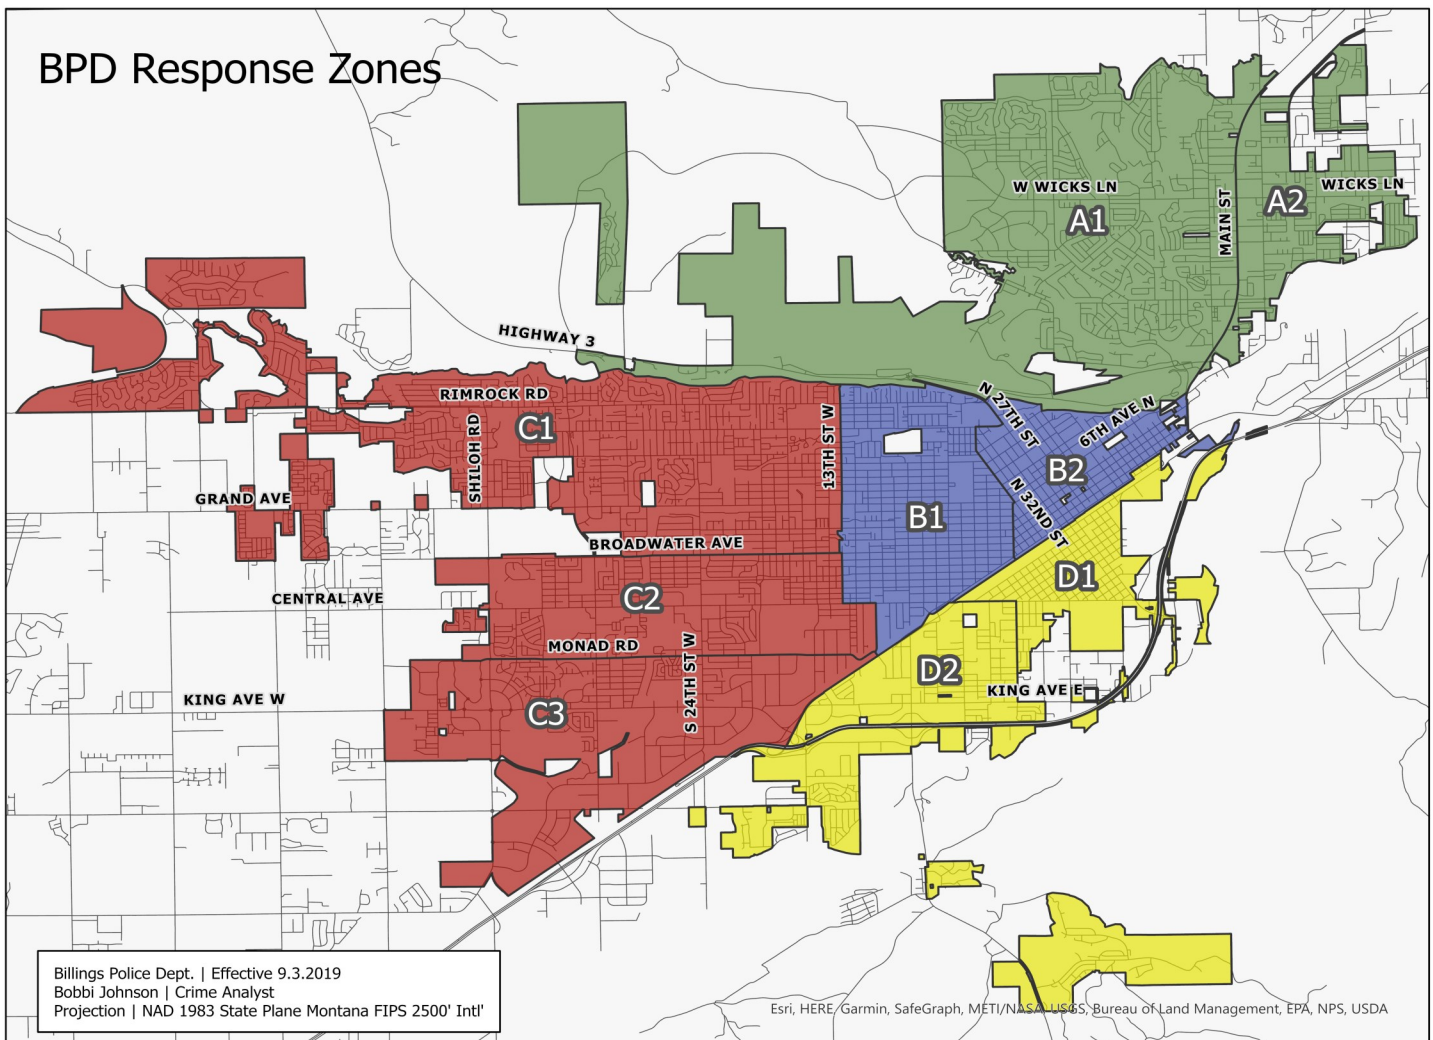 BPD Response Zones
W WICKS LN
WICKS LN
A1
A2
MAIN ST
HIGHWAY 3
RIMROCK RD
N 27TH ST
6TH AVE N
C1
SHILOH RD
13TH ST W
B2
GRAND AVE
N 32ND ST
B1
BROADWATER AVE
D1
CENTRAL AVE
C2
MONAD RD
S 24TH ST W
D2
KING AVE E
KING AVE W
C3
Billings Police Dept. | Effective 9.3.2019
Bobbi Johnson | Crime Analyst
Projection | NAD 1983 State Plane Montana FIPS 2500' Intl'
Esri, HERE, Garmin, SafeGraph, METI/NASA, USGS, Bureau of Land Management, EPA, NPS, USDA